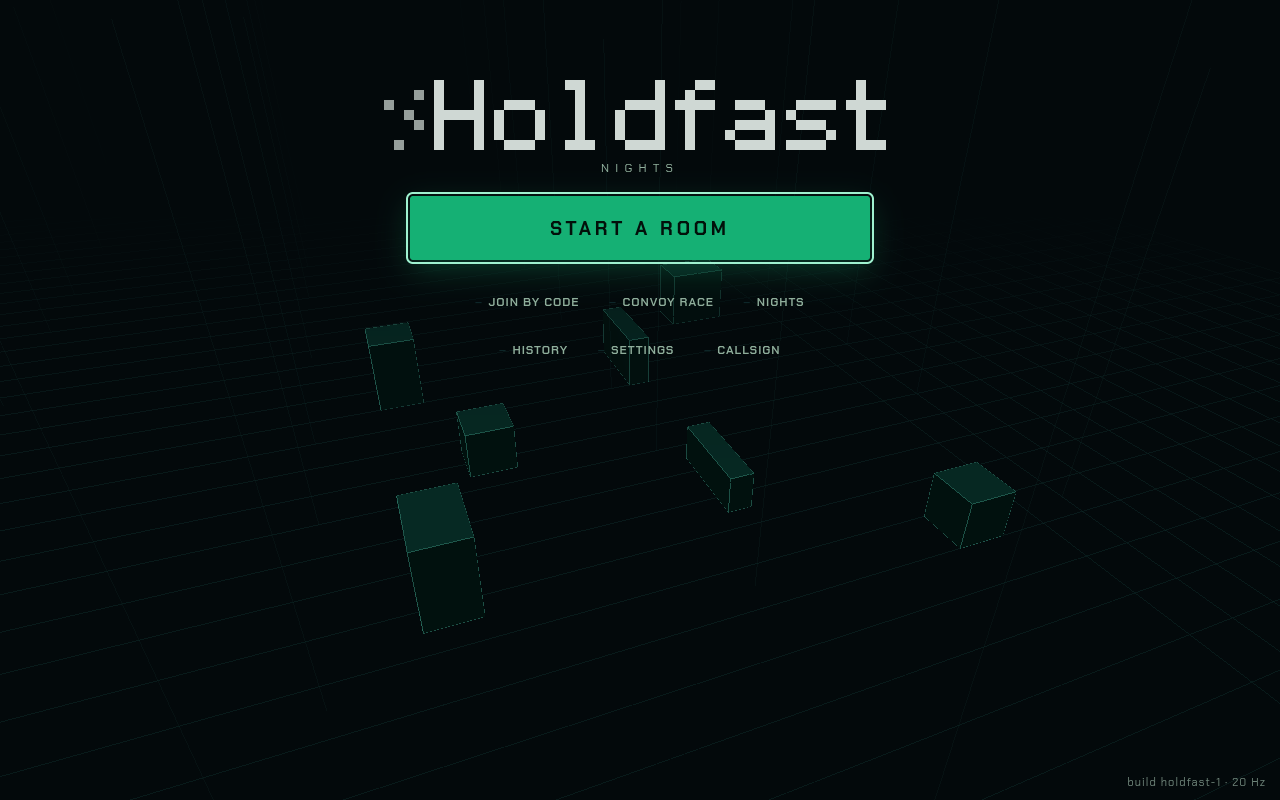 Holdfast
NIGHTS
START A ROOM
JOIN BY CODE CONVOY RACE NIGHTS
HISTORY SETTINGS CALLSIGN
build holdfast-1 · 20 Hz